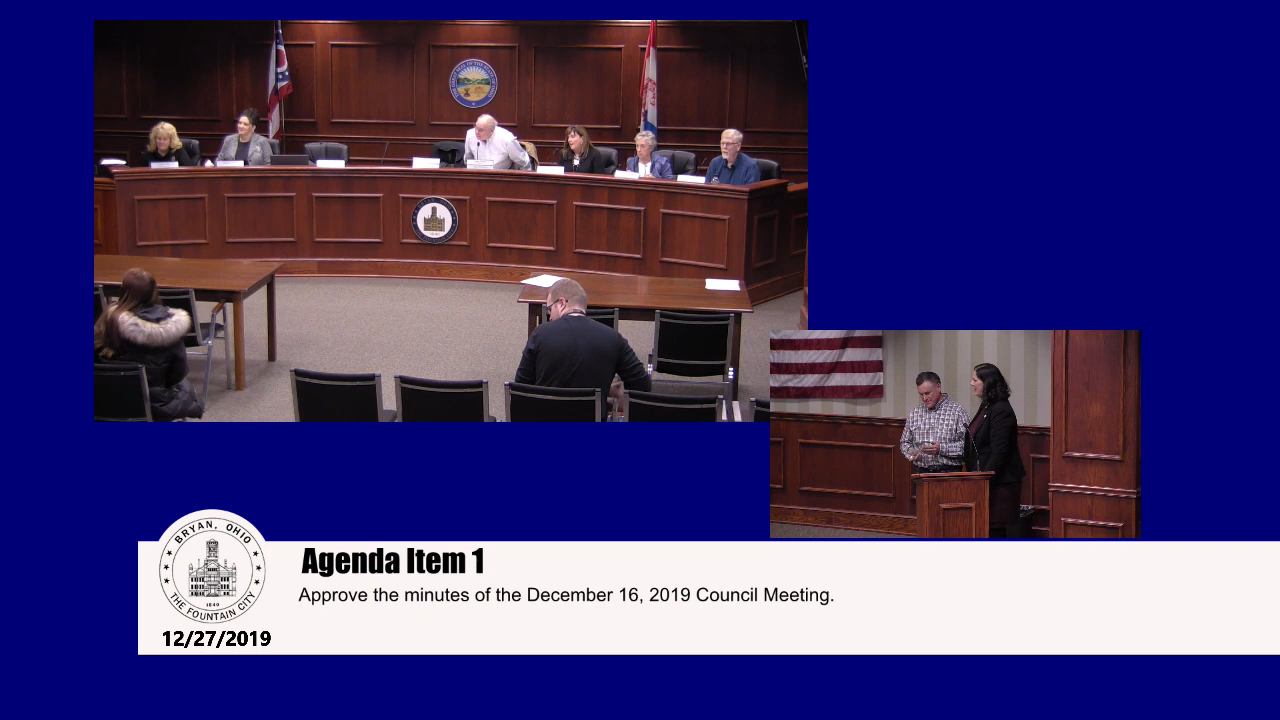 Agenda Item 1
Approve the minutes of the December 16, 2019 Council Meeting.
BRYAN, OHIO
1840
THE FOUNTAIN CITY
12/27/2019